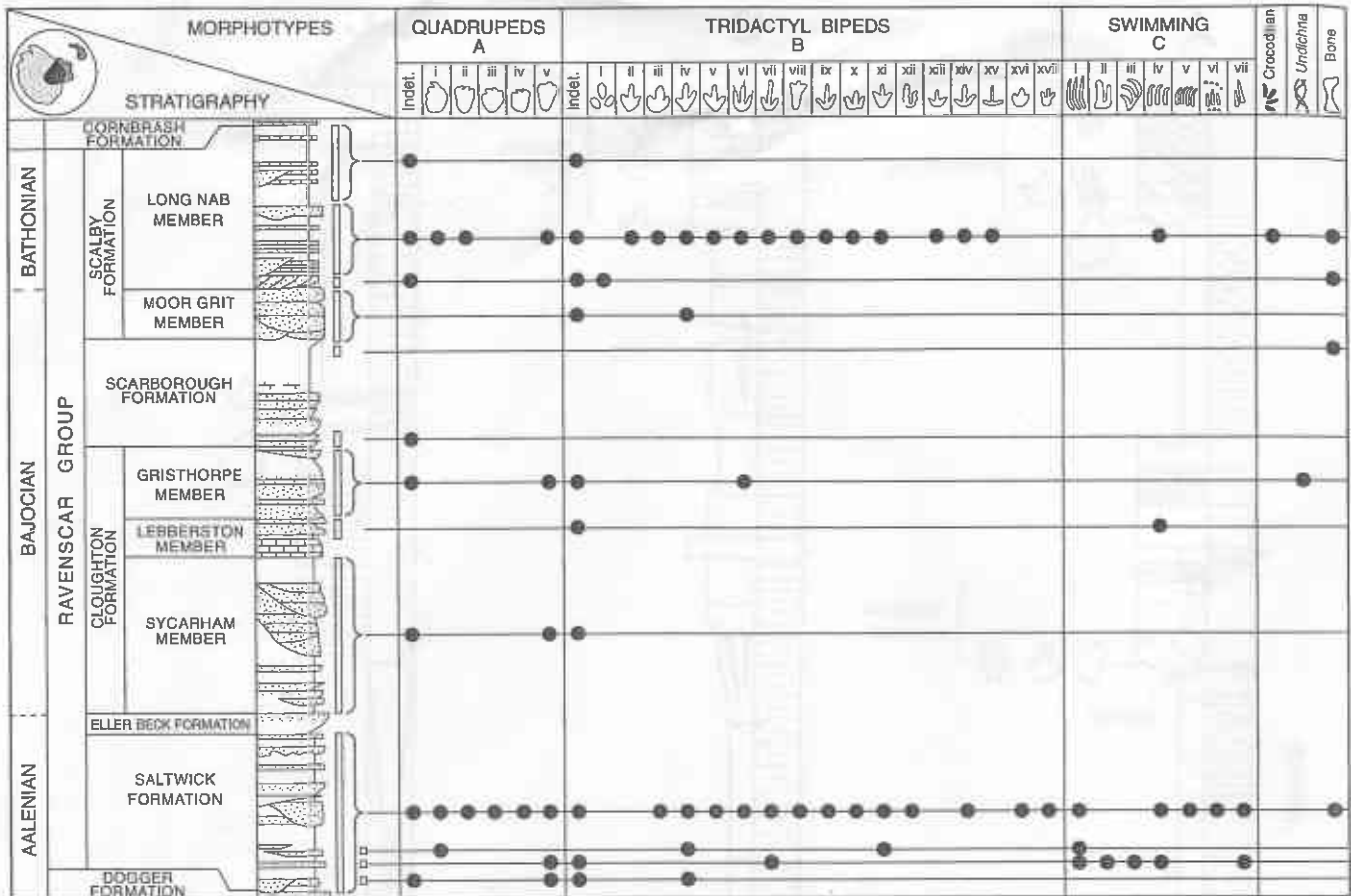 MORPHOTYPES
STRATIGRAPHY
QUADRUPEDS
A
TRIDACTYL BIPEDS
B
SWIMMING
C
Indet.
i
ii
iii
iv
v
Indet.
i
ii
iii
iv
v
vi
vii
viii
ix
x
xi
xii
xiii
xiv
xv
xvi
xvii
i
ii
iii
iv
v
vi
vii
Crocodilian
Undichna
Bone
CORNBRASH
FORMATION
BATHONIAN
BAJOCIAN
AALENIAN
RAVENSCAR GROUP
SCALBY
FORMATION
LONG NAB
MEMBER
MOOR GRIT
MEMBER
SCARBOROUGH
FORMATION
CLOUGHTON
FORMATION
GRISTHORPE
MEMBER
LEBBERSTON
MEMBER
SYCARHAM
MEMBER
ELLER BECK FORMATION
SALTWICK
FORMATION
DOGGER
FORMATION